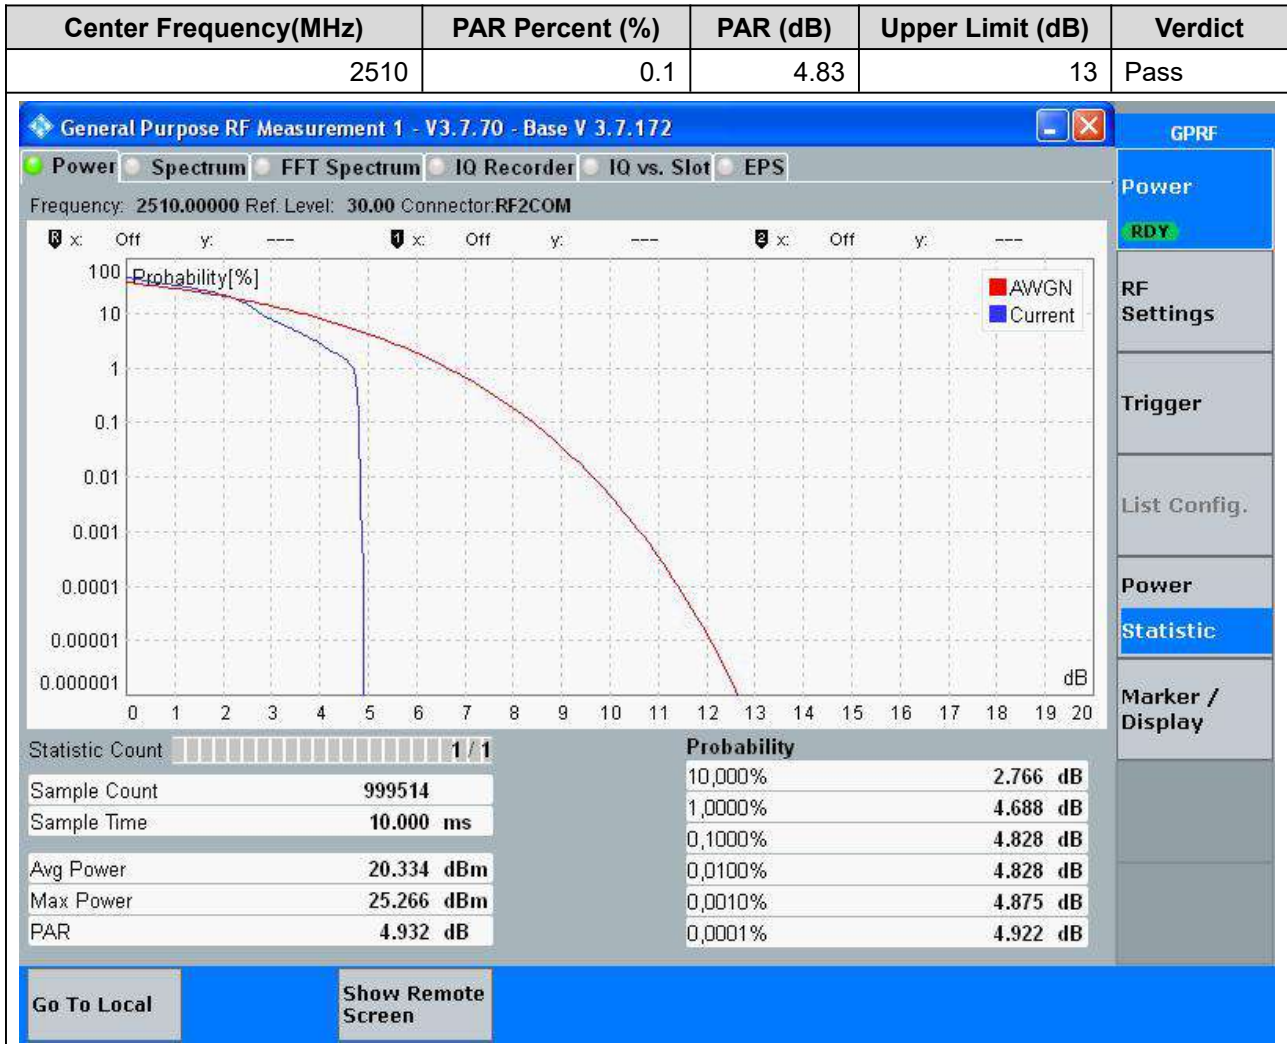 Center Frequency(MHz) PAR Percent (%) PAR (dB) Upper Limit (dB) Verdict
2510 0.1 4.83 13 Pass
General Purpose RF Measurement 1 - V3.7.70 - Base V 3.7.172
GPRF
Power Spectrum FFT Spectrum IQ Recorder IQ vs. Slot EPS
Power
RDY
Frequency: 2510.00000 Ref. Level: 30.00 Connector:RF2COM
R x: Off y: --- 1 x: Off y: --- 2 x: Off y: ---
Probability[%]
AWGN
Current
100
10
1
0.1
0.01
0.001
0.0001
0.00001
0.000001
dB
0 1 2 3 4 5 6 7 8 9 10 11 12 13 14 15 16 17 18 19 20
RF
Settings
Trigger
List Config.
Power
Statistic
Marker /
Display
Statistic Count 1 / 1
Sample Count 999514
Sample Time 10.000 ms
Avg Power 20.334 dBm
Max Power 25.266 dBm
PAR 4.932 dB
Probability
10,000% 2.766 dB
1,0000% 4.688 dB
0,1000% 4.828 dB
0,0100% 4.828 dB
0,0010% 4.875 dB
0,0001% 4.922 dB
Go To Local
Show Remote
Screen